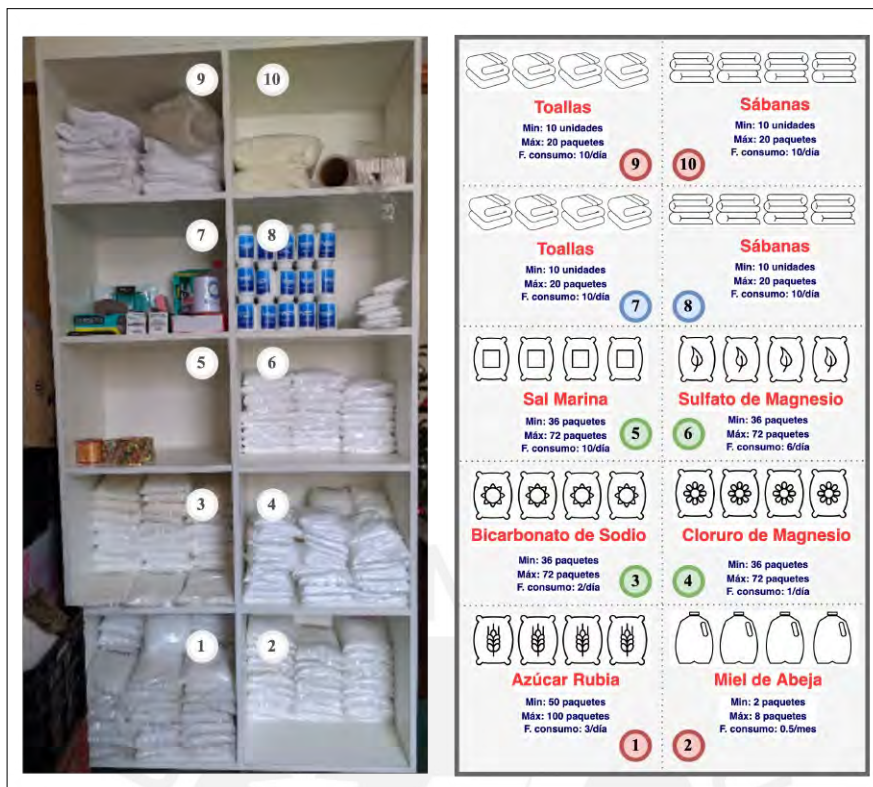 9
10
7
8
5
6
3
4
1
2
Toallas
Min: 10 unidades
Máx: 20 paquetes
F. consumo: 10/día
9
Sábanas
Min: 10 unidades
Máx: 20 paquetes
F. consumo: 10/día
10
Toallas
Min: 10 unidades
Máx: 20 paquetes
F. consumo: 10/día
7
Sábanas
Min: 10 unidades
Máx: 20 paquetes
F. consumo: 10/día
8
Sal Marina
Min: 36 paquetes
Máx: 72 paquetes
F. consumo: 10/día
5
Sulfato de Magnesio
Min: 36 paquetes
Máx: 72 paquetes
F. consumo: 6/día
6
Bicarbonato de Sodio
Min: 36 paquetes
Máx: 72 paquetes
F. consumo: 2/día
3
Cloruro de Magnesio
Min: 36 paquetes
Máx: 72 paquetes
F. consumo: 1/día
4
Azúcar Rubia
Min: 50 paquetes
Máx: 100 paquetes
F. consumo: 3/día
1
Miel de Abeja
Min: 2 paquetes
Máx: 8 paquetes
F. consumo: 0.5/mes
2